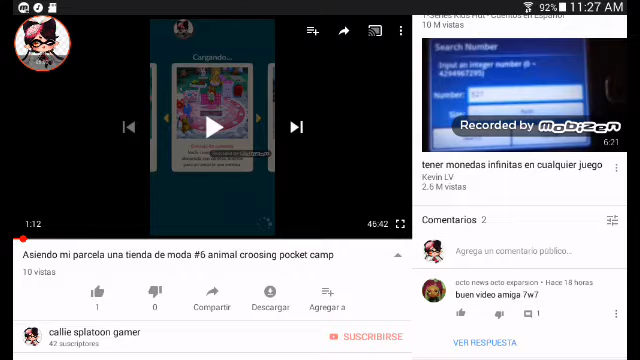 92% 11:27 AM
Cargando...
1:12
46:42
Asiendo mi parcela una tienda de moda #6 animal croosing pocket camp
10 vistas
1
0
Compartir
Descargar
Agregar a
callie splatoon gamer
42 suscriptores
SUSCRIBIRSE
T-Series Kids Hut - Cuentos en Español
10 M vistas
Search Number
Input an integer number (0 ~
4294967295)
Number:
Recorded by mobizen
6:21
tener monedas infinitas en cualquier juego
Kevin LV
2.6 M vistas
Comentarios 2
Agrega un comentario público...
octo news octo exparsion • Hace 18 horas
buen video amiga 7w7
1
VER RESPUESTA